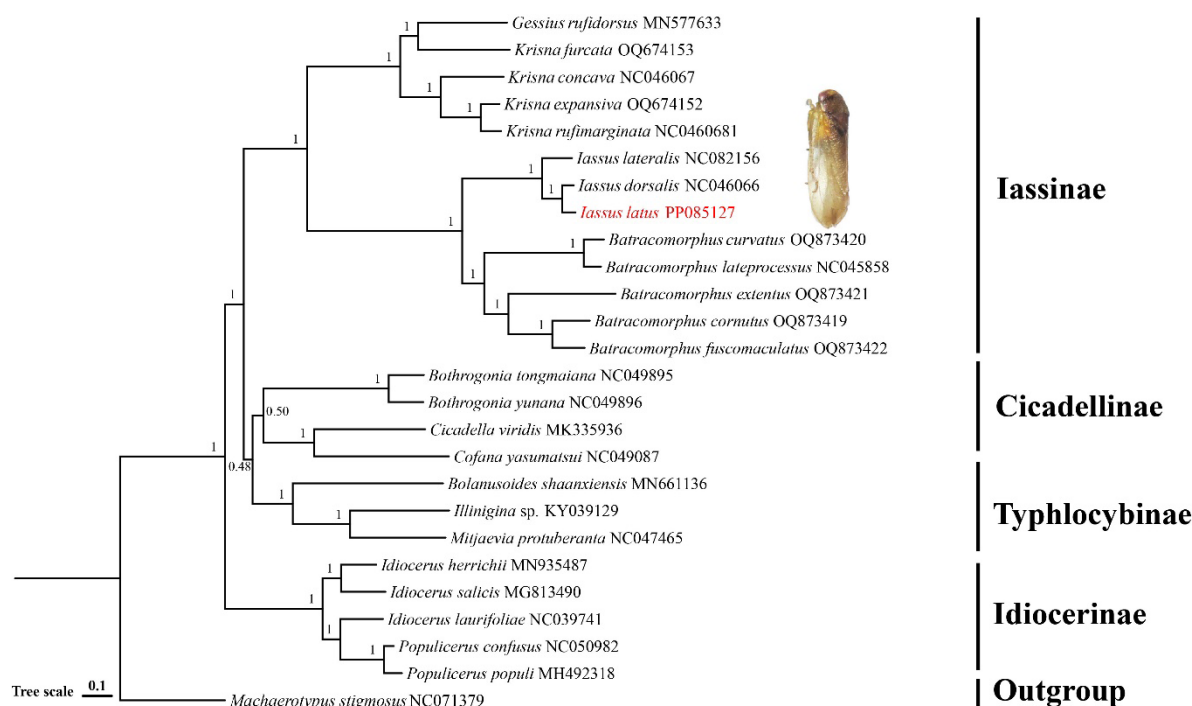 Gessius rufidorsus MN577633
Krisna furcata OQ674153
Krisna concava NC046067
Krisna expansiva OQ674152
Krisna rufimarginata NC0460681
Iassus lateralis NC082156
Iassus dorsalis NC046066
Iassus latus PP085127
Batracomorphus curvatus OQ873420
Batracomorphus lateprocessus NC045858
Batracomorphus extentus OQ873421
Batracomorphus cornutus OQ873419
Batracomorphus fuscomaculatus OQ873422
Iassinae
Bothrogonia tongmaiana NC049895
Bothrogonia yunana NC049896
Cicadella viridis MK335936
Cofana yasumatsui NC049087
Cicadellinae
Bolanusoides shaanxiensis MN661136
Illinigina sp. KY039129
Mitjaevia protuberanta NC047465
Typhlocybinae
Idiocerus herrichii MN935487
Idiocerus salicis MG813490
Idiocerus laurifoliae NC039741
Populicerus confusus NC050982
Populicerus populi MH492318
Idiocerinae
Machaerotypus stigmosus NC071379
Outgroup
Tree scale 0.1
1
1
1
1
1
1
1
1
1
1
1
1
1
1
0.50
1
1
0.48
1
1
1
1
1
1
1